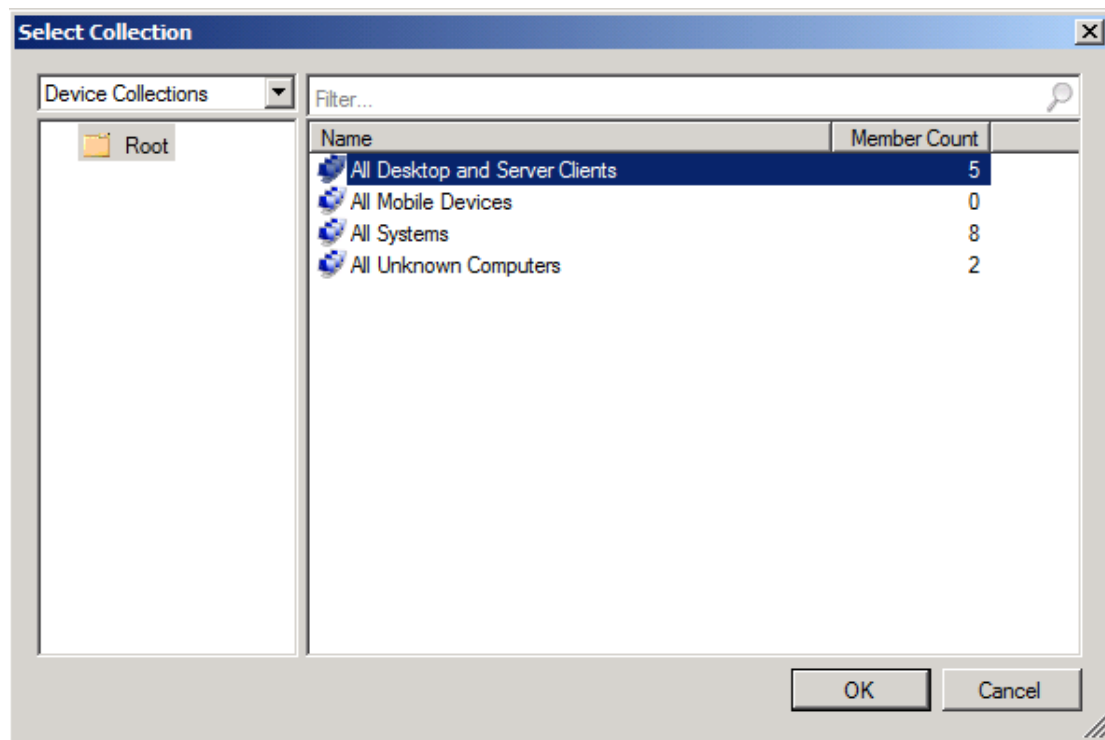 Select Collection
Device Collections
Filter...
Root
Name Member Count
All Desktop and Server Clients 5
All Mobile Devices 0
All Systems 8
All Unknown Computers 2
OK Cancel